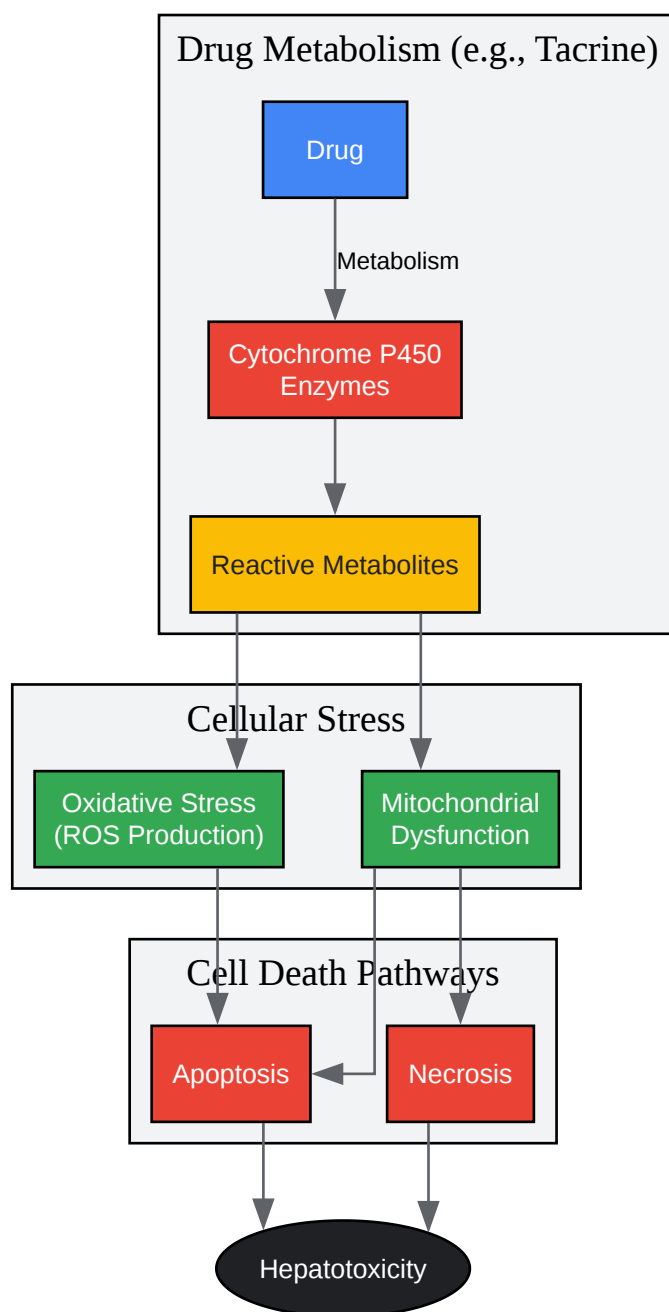 Drug Metabolism (e.g., Tacrine)
Drug
Metabolism
Cytochrome P450
Enzymes
Reactive Metabolites
Cellular Stress
Oxidative Stress
(ROS Production)
Mitochondrial
Dysfunction
Cell Death Pathways
Apoptosis
Necrosis
Hepatotoxicity